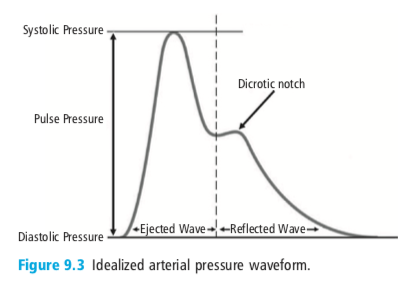 Systolic Pressure
Dicrotic notch
Pulse Pressure
Ejected Wave
Reflected Wave
Diastolic Pressure
Figure 9.3 Idealized arterial pressure waveform.